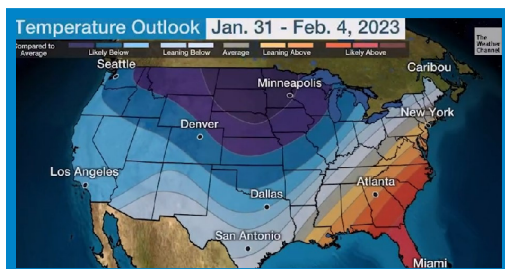 Temperature Outlook Jan. 31 - Feb. 4, 2023
Compared to
Average
Likely Below
Leaning Below
Average
Leaning Above
Likely Above
The
Weather
Channel
Seattle
Caribou
Minneapolis
New York
Denver
Los Angeles
Atlanta
Dallas
San Antonio
Miami